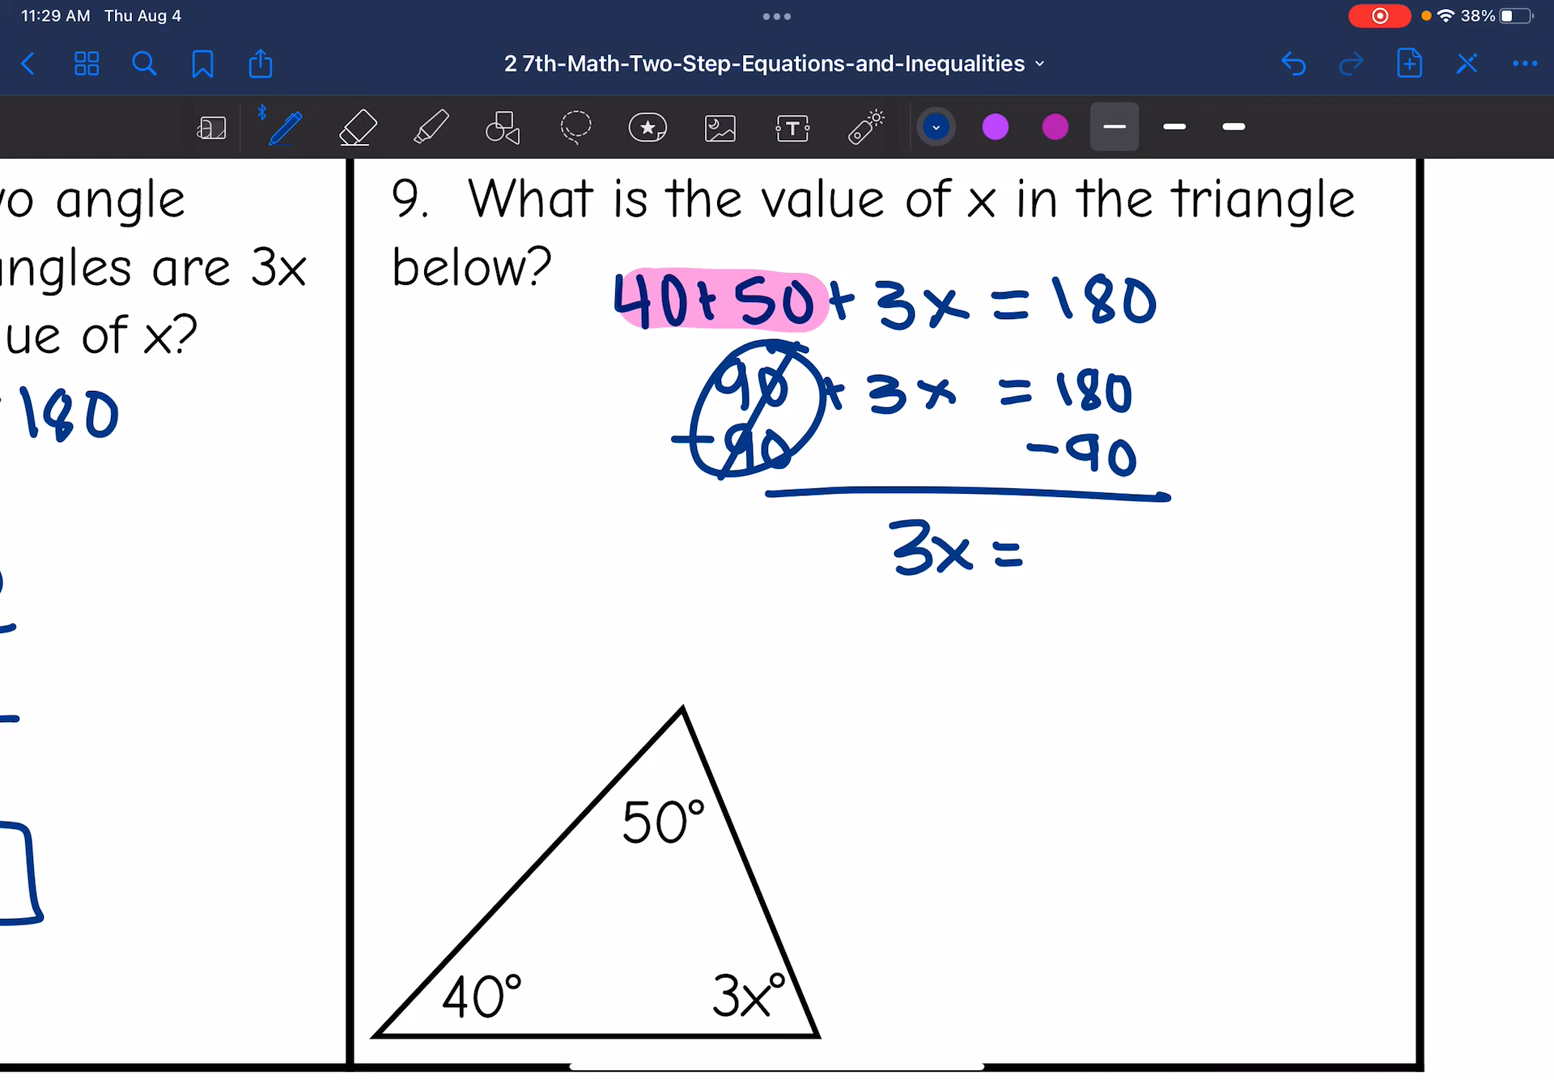 11:29 AM Thu Aug 4
38%
2 7th-Math-Two-Step-Equations-and-Inequalities
T
angle
angles are 3x
ue of x?
180
9. What is the value of x in the triangle
below?
40+50+3x=180
90+3x=180
-90 -90
3x=
50°
40°
3x°